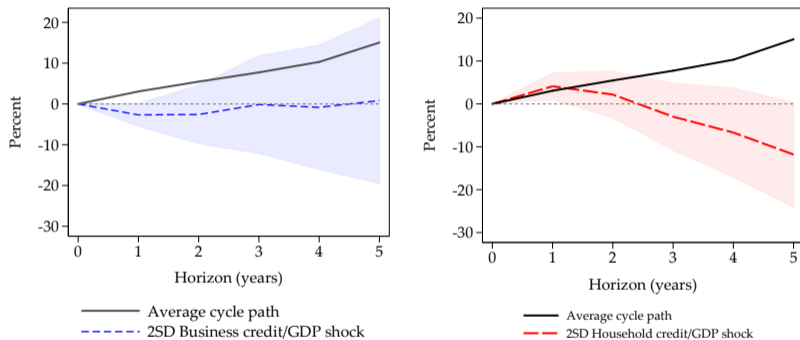 20
10
0
-10
-20
-30
Percent
0 1 2 3 4 5
Horizon (years)
Average cycle path
2SD Business credit/GDP shock
20
10
0
-10
-20
-30
Percent
0 1 2 3 4 5
Horizon (years)
Average cycle path
2SD Household credit/GDP shock